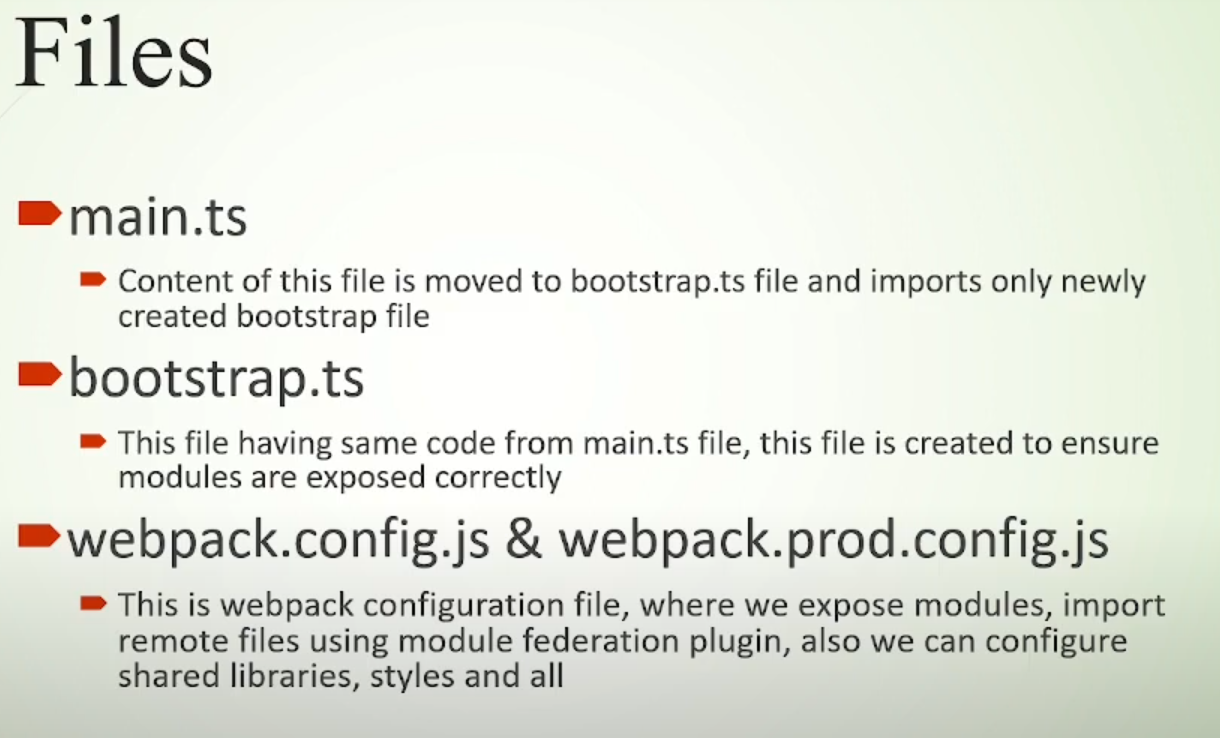 Files
main.ts
Content of this file is moved to bootstrap.ts file and imports only newly
created bootstrap file
bootstrap.ts
This file having same code from main.ts file, this file is created to ensure
modules are exposed correctly
webpack.config.js & webpack.prod.config.js
This is webpack configuration file, where we expose modules, import
remote files using module federation plugin, also we can configure
shared libraries, styles and all